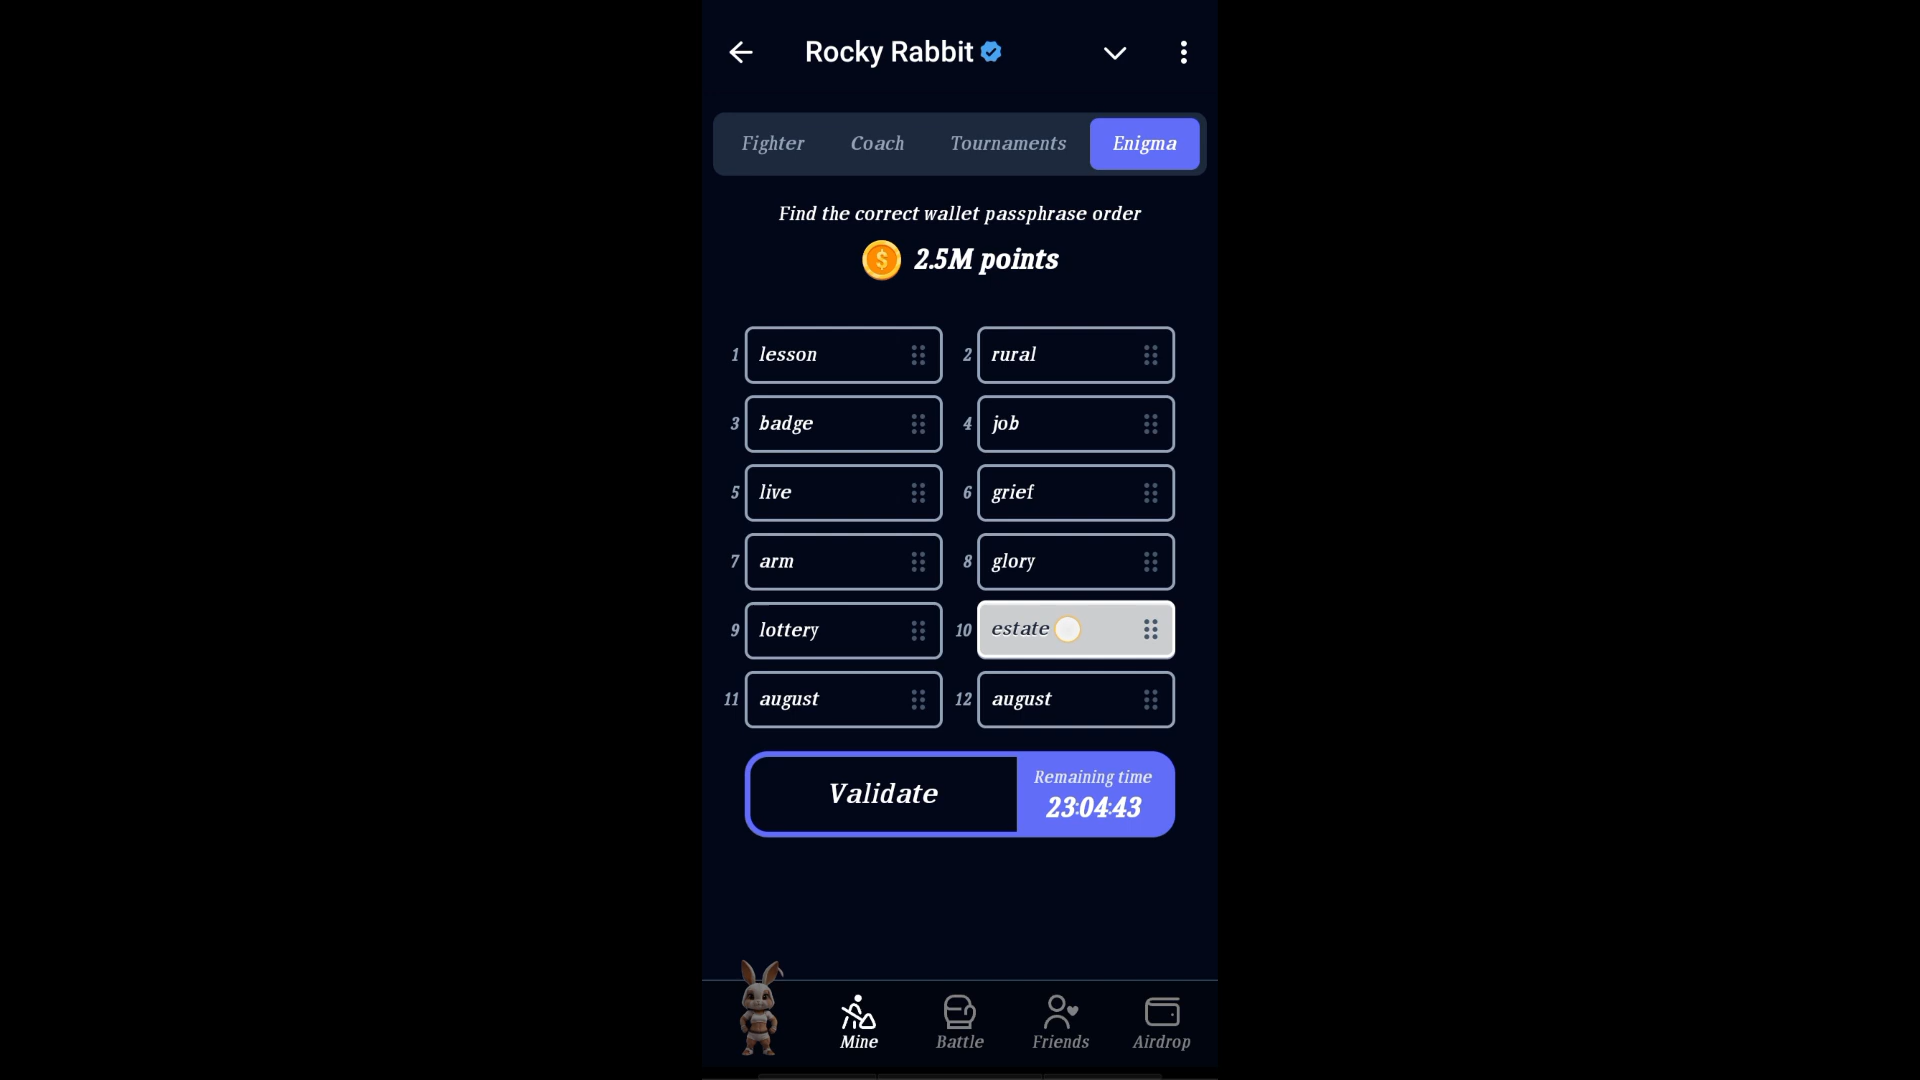 Rocky Rabbit
Fighter Coach Tournaments Enigma
Find the correct wallet passphrase order
2.5M points
1 lesson 2 rural
3 badge 4 job
5 live 6 grief
7 arm 8 glory
9 lottery 10 estate
11 august 12 august
Validate
Remaining time
23:04:43
Mine Battle Friends Airdrop